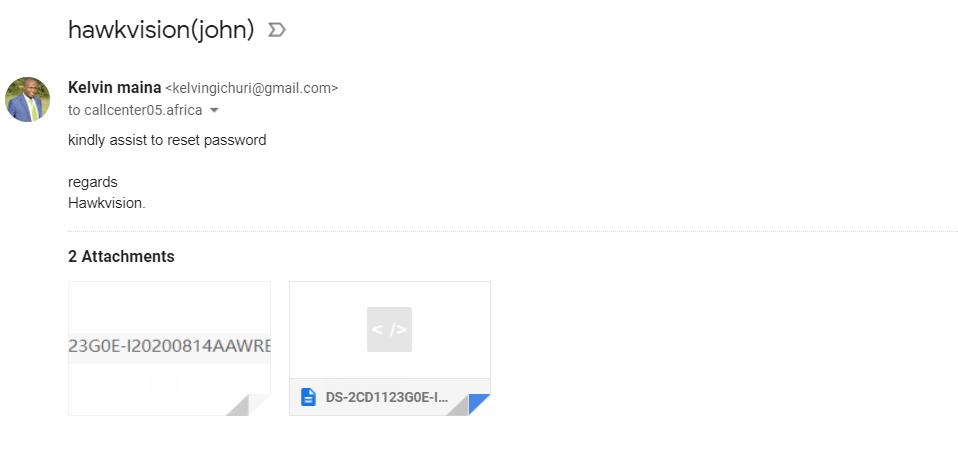 hawkvision(john)
Kelvin maina <kelvingichuri@gmail.com>
to callcenter05.africa
kindly assist to reset password
regards
Hawkvision.
2 Attachments
23G0E-I20200814AAWRE
< />
DS-2CD1123G0E-I...